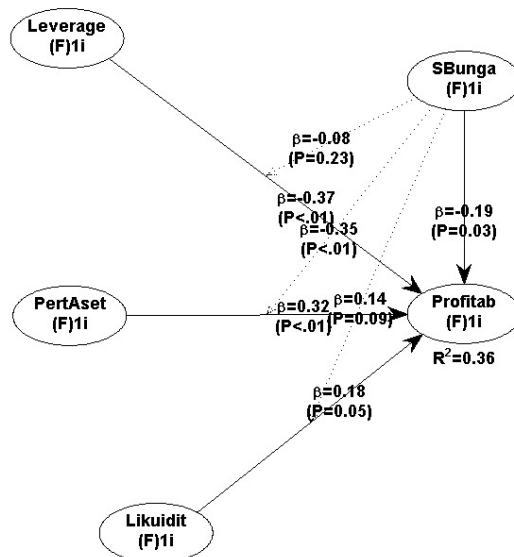 Leverage
(F)1i
SBunga
(F)1i
β=-0.08
(P=0.23)
β=-0.37
(P<.01)
β=-0.35
(P<.01)
β=-0.19
(P=0.03)
PertAset
(F)1i
β=0.32
(P<.01)
β=0.14
(P=0.09)
Profitab
(F)1i
R²=0.36
β=0.18
(P=0.05)
Likuidit
(F)1i